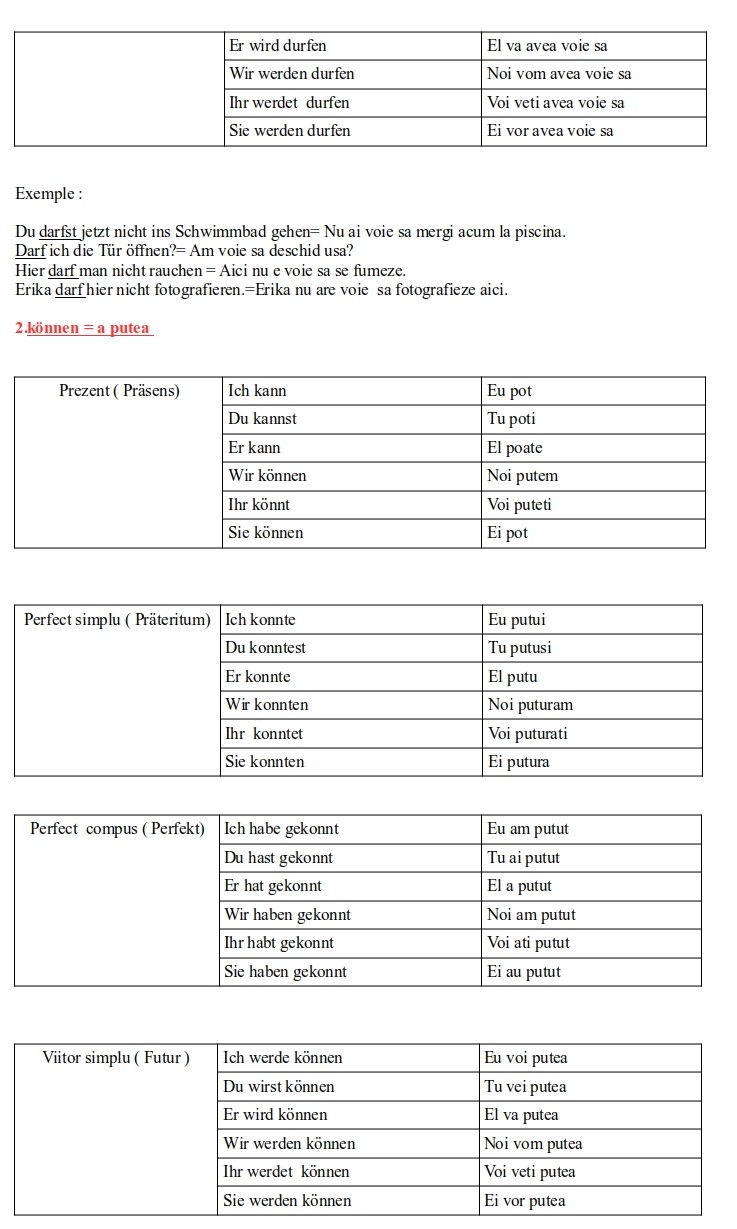 Er wird durfen El va avea voie sa
Wir werden durfen Noi vom avea voie sa
Ihr werdet durfen Voi veti avea voie sa
Sie werden durfen Ei vor avea voie sa
Exemple :
Du darfst jetzt nicht ins Schwimmbad gehen= Nu ai voie sa mergi acum la piscina.
Darf ich die Tür öffnen?= Am voie sa deschid usa?
Hier darf man nicht rauchen = Aici nu e voie sa se fumeze.
Erika darf hier nicht fotografieren.=Erika nu are voie sa fotografieze aici.
2.können = a putea
Prezent ( Präsens) Ich kann Eu pot
Du kannst Tu poti
Er kann El poate
Wir können Noi putem
Ihr könnt Voi puteti
Sie können Ei pot
Perfect simplu ( Präteritum) Ich konnte Eu putui
Du konntest Tu putusi
Er konnte El putu
Wir konnten Noi puturam
Ihr konntet Voi puturati
Sie konnten Ei putura
Perfect compus ( Perfekt) Ich habe gekonnt Eu am putut
Du hast gekonnt Tu ai putut
Er hat gekonnt El a putut
Wir haben gekonnt Noi am putut
Ihr habt gekonnt Voi ati putut
Sie haben gekonnt Ei au putut
Viitor simplu ( Futur ) Ich werde können Eu voi putea
Du wirst können Tu vei putea
Er wird können El va putea
Wir werden können Noi vom putea
Ihr werdet können Voi veti putea
Sie werden können Ei vor putea